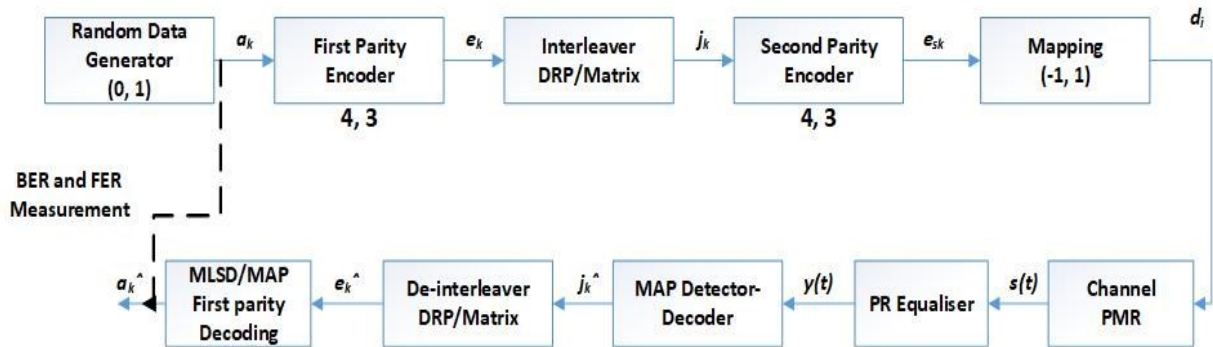 Random Data
Generator
(0, 1)
a_k
First Parity
Encoder
4, 3
e_k
Interleaver
DRP/Matrix
j_k
Second Parity
Encoder
4, 3
e_sk
Mapping
(-1, 1)
d_i
BER and FER
Measurement
a_k^
MLSD/MAP
First parity
Decoding
e_k^
De-interleaver
DRP/Matrix
j_k^
MAP Detector-
Decoder
y(t)
PR Equaliser
s(t)
Channel
PMR